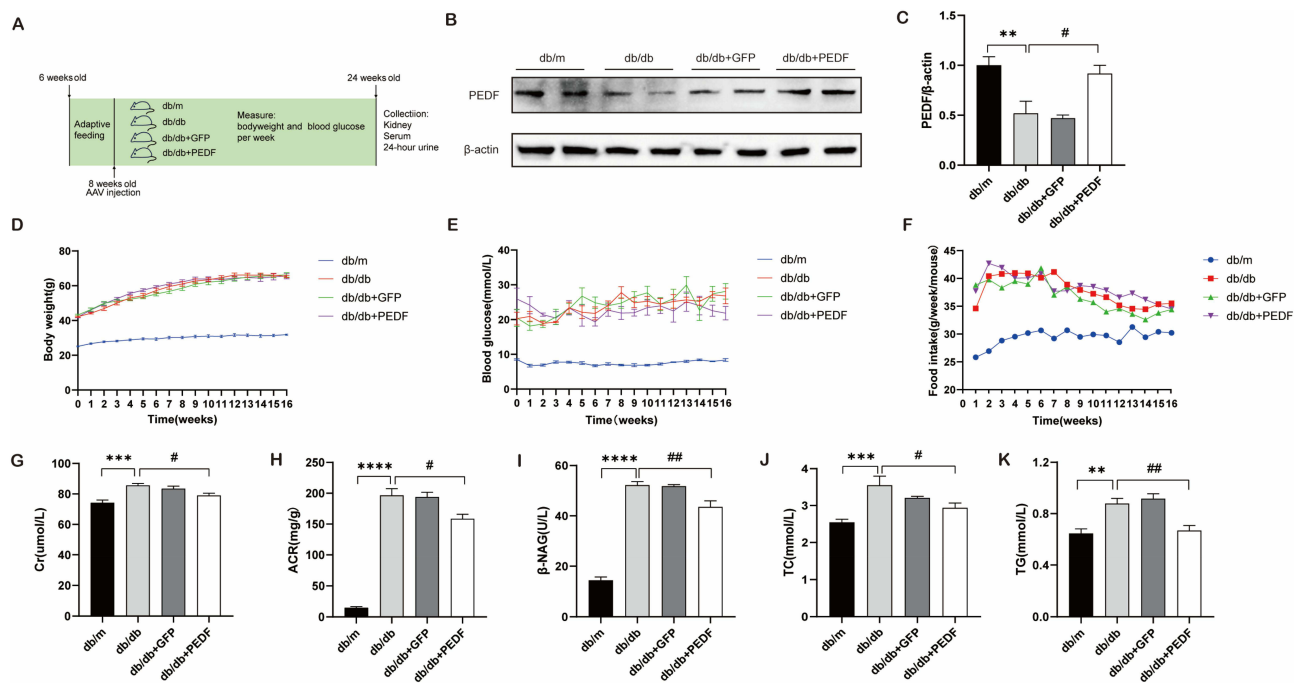 A
6 weeks old
24 weeks old
Adaptive
feeding
db/m
db/db
db/db+GFP
db/db+PEDF
Measure:
bodyweight and blood glucose
per week
Collectiion:
Kidney
Serum
24-hour urine
8 weeks old
AAV injection
B
db/m db/db db/db+GFP db/db+PEDF
PEDF
β-actin
C
PEDF/β-actin
1.5
1.0
0.5
0.0
** #
db/m db/db db/db+GFP db/db+PEDF
D
Body weight(g)
80
60
40
20
0
0 1 2 3 4 5 6 7 8 9 10 11 12 13 14 15 16
Time(weeks)
db/m
db/db
db/db+GFP
db/db+PEDF
E
Blood glucose(mmol/L)
40
30
20
10
0
0 1 2 3 4 5 6 7 8 9 10 11 12 13 14 15 16
Time(weeks)
db/m
db/db
db/db+GFP
db/db+PEDF
F
Food intake(g/week/mouse)
45
40
35
30
25
20
0 1 2 3 4 5 6 7 8 9 10 11 12 13 14 15 16
Time(weeks)
db/m
db/db
db/db+GFP
db/db+PEDF
G
Cr(umol/L)
100
80
60
40
20
0
*** #
db/m db/db db/db+GFP db/db+PEDF
H
ACR(mg/g)
250
200
150
100
50
0
**** #
db/m db/db db/db+GFP db/db+PEDF
I
β-NAG(U/L)
60
40
20
0
**** ##
db/m db/db db/db+GFP db/db+PEDF
J
TC(mmol/L)
4
3
2
1
0
*** #
db/m db/db db/db+GFP db/db+PEDF
K
TG(mmol/L)
1.2
0.8
0.4
0.0
** ##
db/m db/db db/db+GFP db/db+PEDF